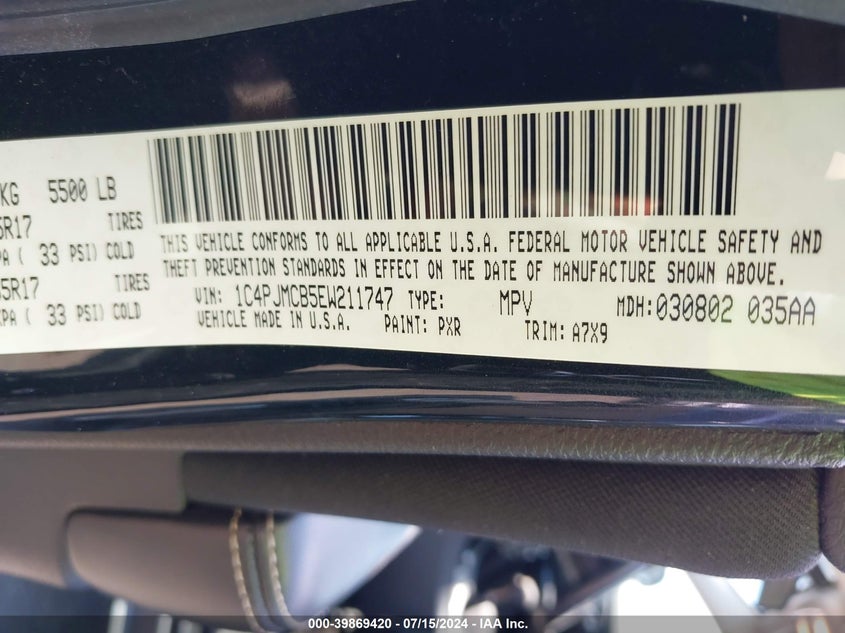 KG 5500 LB
5R17 TIRES
PA ( 33 PSI) COLD
5R17 TIRES
KPA ( 33 PSI) COLD
THIS VEHICLE CONFORMS TO ALL APPLICABLE U.S.A. FEDERAL MOTOR VEHICLE SAFETY AND
THEFT PREVENTION STANDARDS IN EFFECT ON THE DATE OF MANUFACTURE SHOWN ABOVE.
VIN: 1C4PJMCB5EW211747 TYPE: MPV MDH:030802 035AA
VEHICLE MADE IN U.S.A. PAINT: PXR TRIM: A7X9
000-39869420 - 07/15/2024 - IAA Inc.